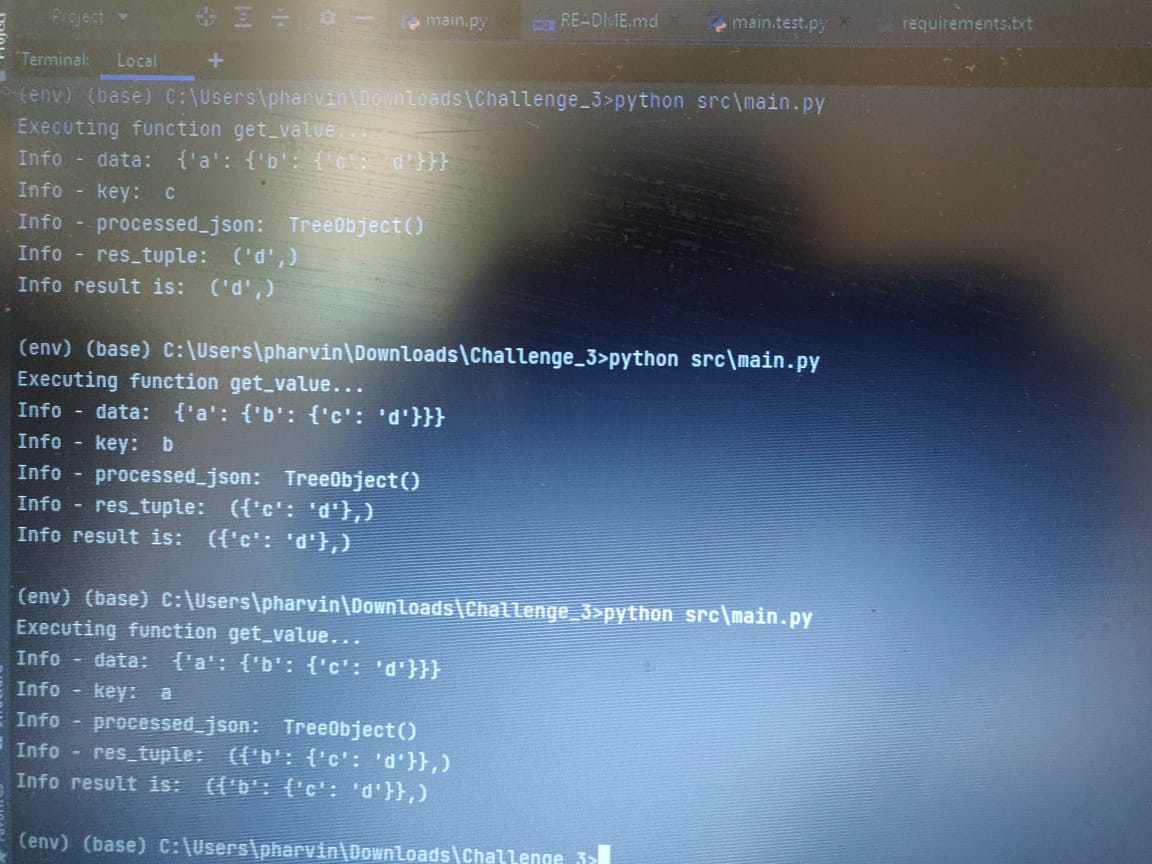 Project
main.py README.md main.test.py requirements.txt
Terminal: Local +
(env) (base) C:\Users\pharvin\Downloads\Challenge_3>python src\main.py
Executing function get_value...
Info - data:  {'a': {'b': {'c': 'd'}}}
Info - key:  c
Info - processed_json:  TreeObject()
Info - res_tuple:  ('d',)
Info result is:  ('d',)
(env) (base) C:\Users\pharvin\Downloads\Challenge_3>python src\main.py
Executing function get_value...
Info - data:  {'a': {'b': {'c': 'd'}}}
Info - key:  b
Info - processed_json:  TreeObject()
Info - res_tuple:  ({'c': 'd'},)
Info result is:  ({'c': 'd'},)
(env) (base) C:\Users\pharvin\Downloads\Challenge_3>python src\main.py
Executing function get_value...
Info - data:  {'a': {'b': {'c': 'd'}}}
Info - key:  a
Info - processed_json:  TreeObject()
Info - res_tuple:  ({'b': {'c': 'd'}},)
Info result is:  ({'b': {'c': 'd'}},)
(env) (base) C:\Users\pharvin\Downloads\Challenge_3>